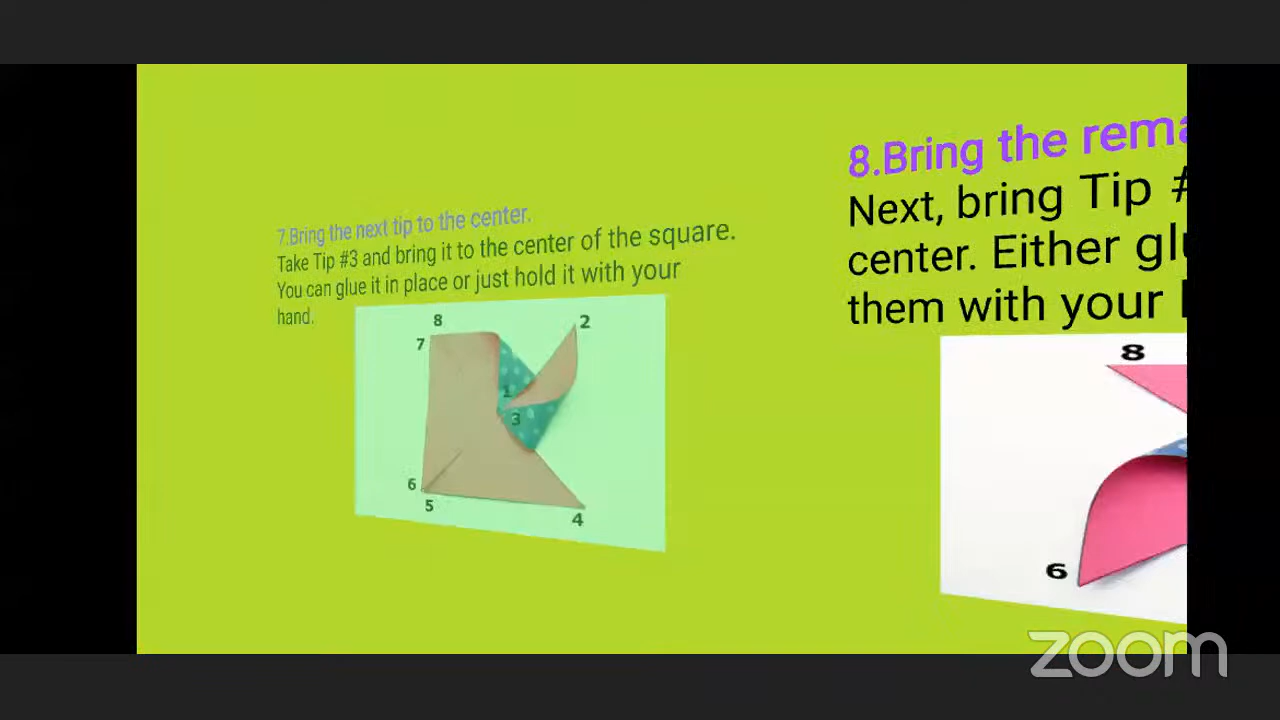 7.Bring the next tip to the center.
Take Tip #3 and bring it to the center of the square.
You can glue it in place or just hold it with your
hand.
8
7
2
1
3
6
5
4
8.Bring the
Next, bring Tip
center. Either
them with your
8
6
zoom